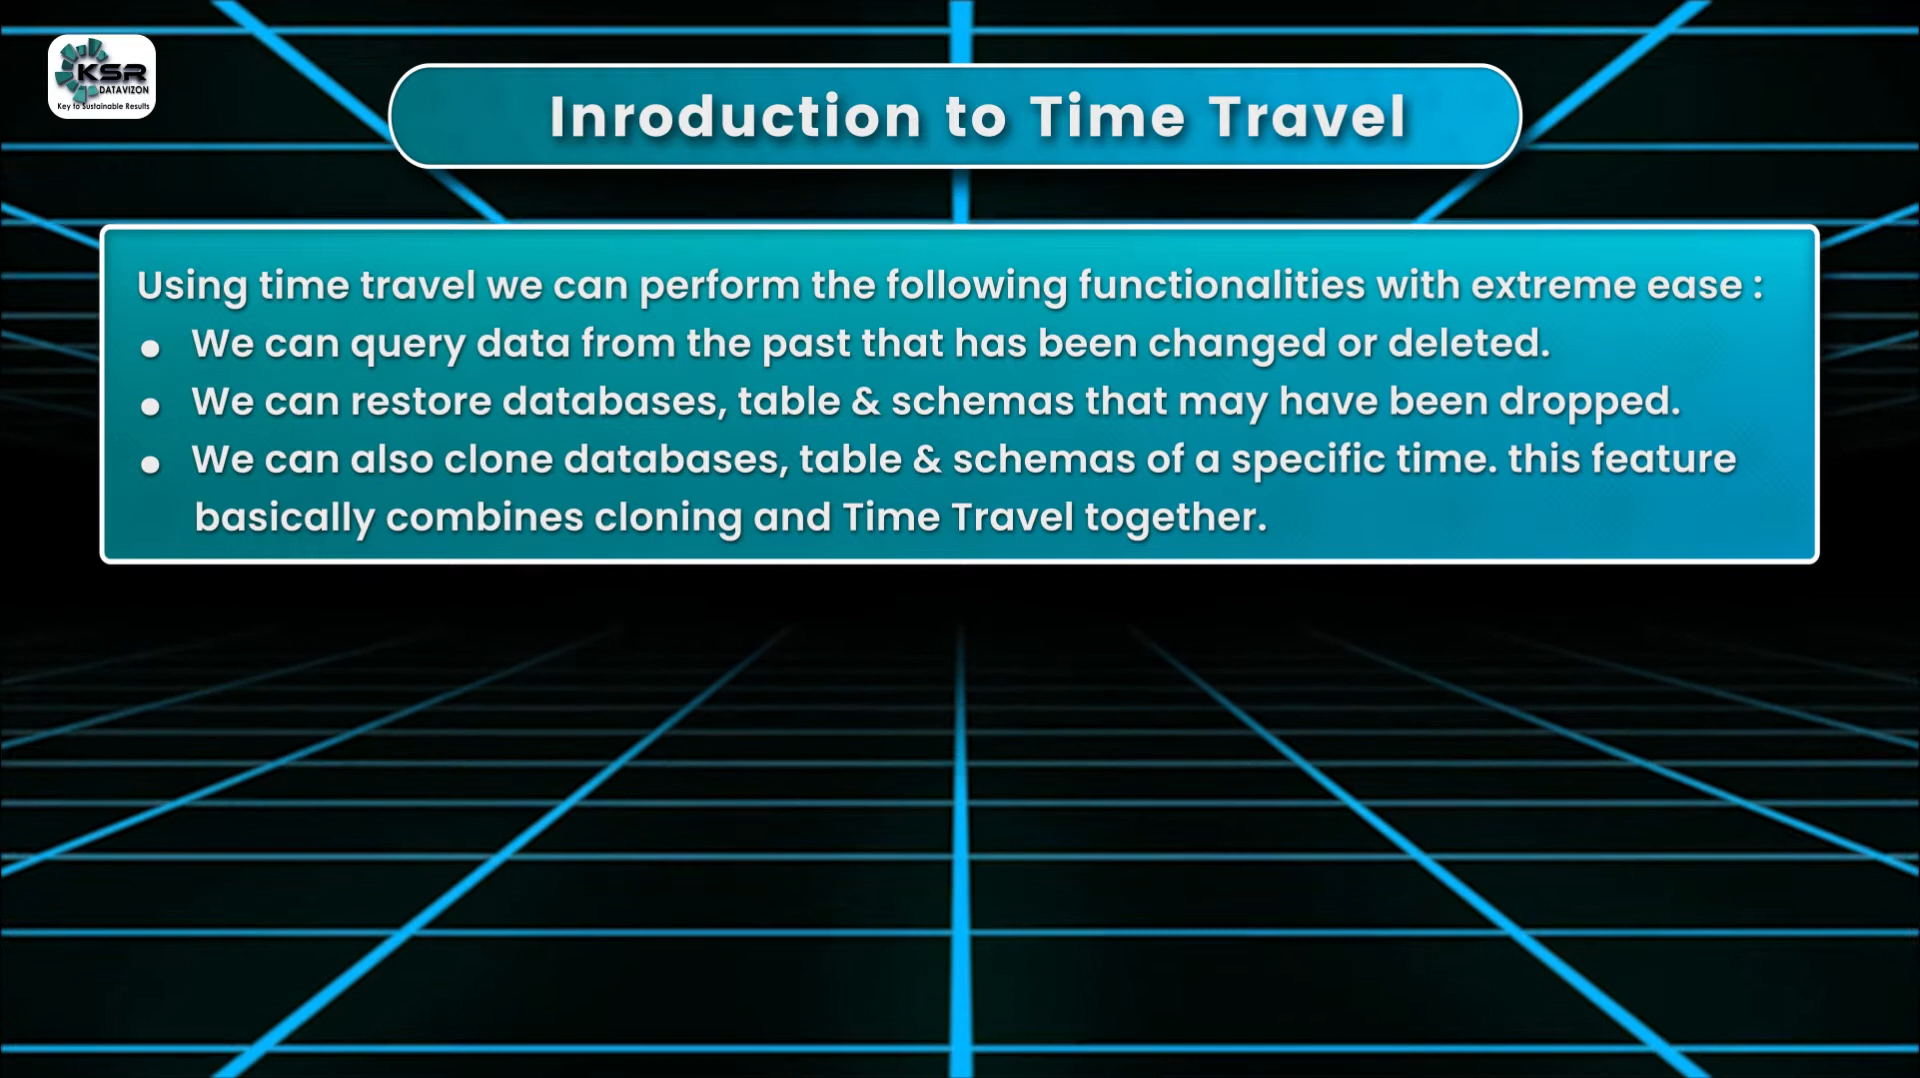 KSR
DATAVIZON
Key to Sustainable Results
Inroduction to Time Travel
Using time travel we can perform the following functionalities with extreme ease :
● We can query data from the past that has been changed or deleted.
● We can restore databases, table & schemas that may have been dropped.
● We can also clone databases, table & schemas of a specific time. this feature
basically combines cloning and Time Travel together.